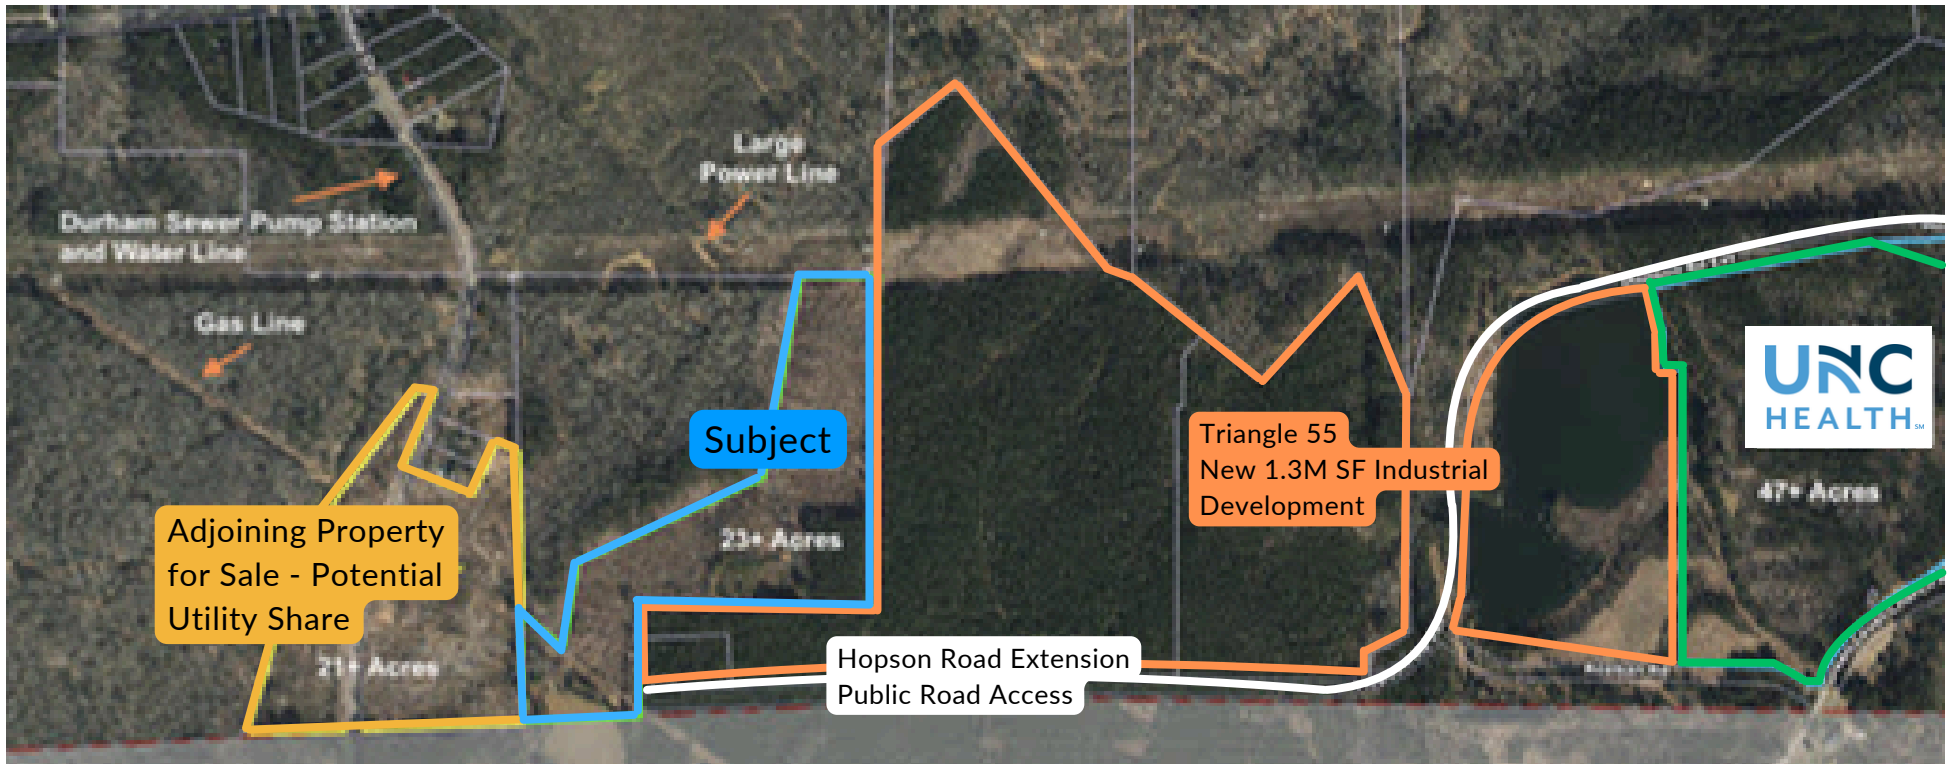 Large
Power Line
Durham Sewer Pump Station
and Water Line
Gas Line
UNC
HEALTH
SM
Subject
Triangle 55
New 1.3M SF Industrial
Development
47+ Acres
23+ Acres
Adjoining Property
for Sale - Potential
Utility Share
21+ Acres
Hopson Road Extension
Public Road Access